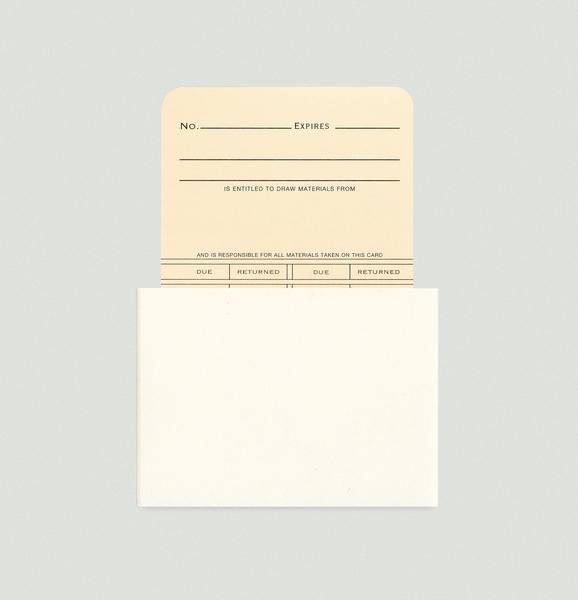 No. EXPIRES
IS ENTITLED TO DRAW MATERIALS FROM
AND IS RESPONSIBLE FOR ALL MATERIALS TAKEN ON THIS CARD
DUE RETURNED DUE RETURNED